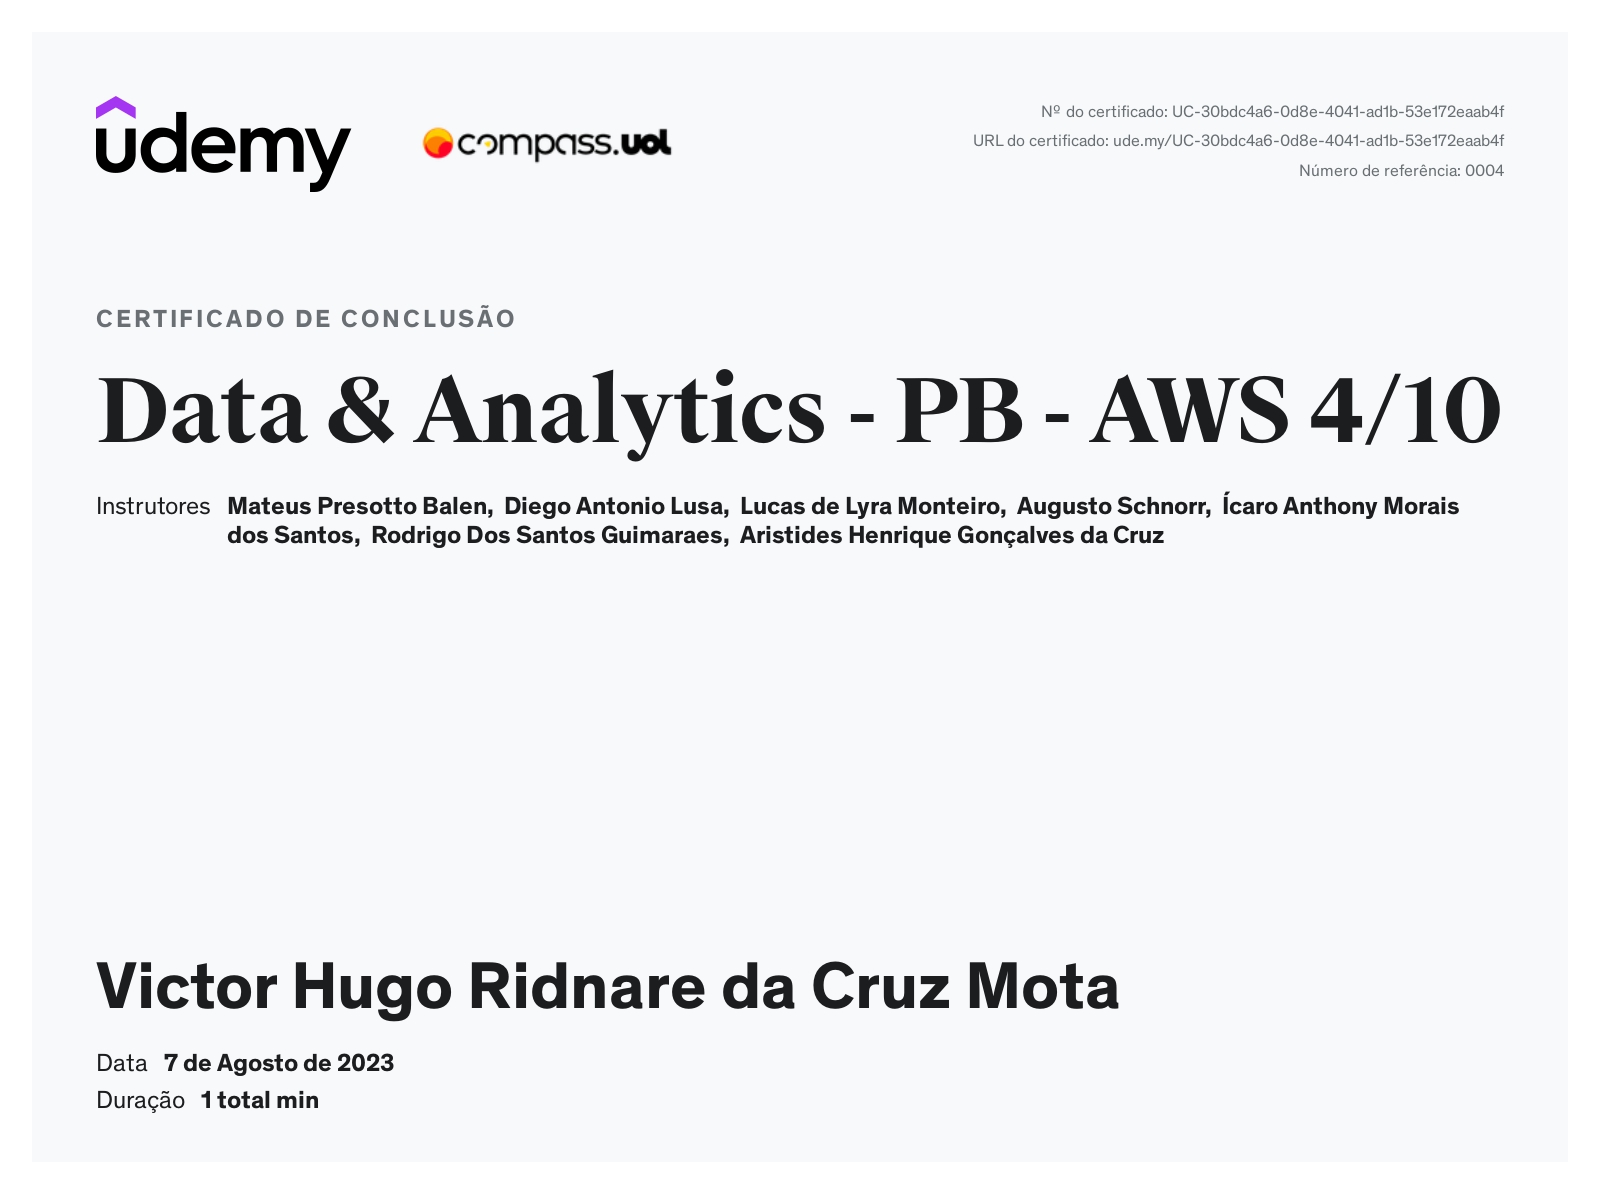 udemy
compass.uol
Nº do certificado: UC-30bdc4a6-0d8e-4041-ad1b-53e172eaab4f
URL do certificado: ude.my/UC-30bdc4a6-0d8e-4041-ad1b-53e172eaab4f
Número de referência: 0004
CERTIFICADO DE CONCLUSÃO
Data & Analytics - PB - AWS 4/10
Instrutores Mateus Presotto Balen, Diego Antonio Lusa, Lucas de Lyra Monteiro, Augusto Schnorr, Ícaro Anthony Morais
dos Santos, Rodrigo Dos Santos Guimaraes, Aristides Henrique Gonçalves da Cruz
Victor Hugo Ridnare da Cruz Mota
Data 7 de Agosto de 2023
Duração 1 total min